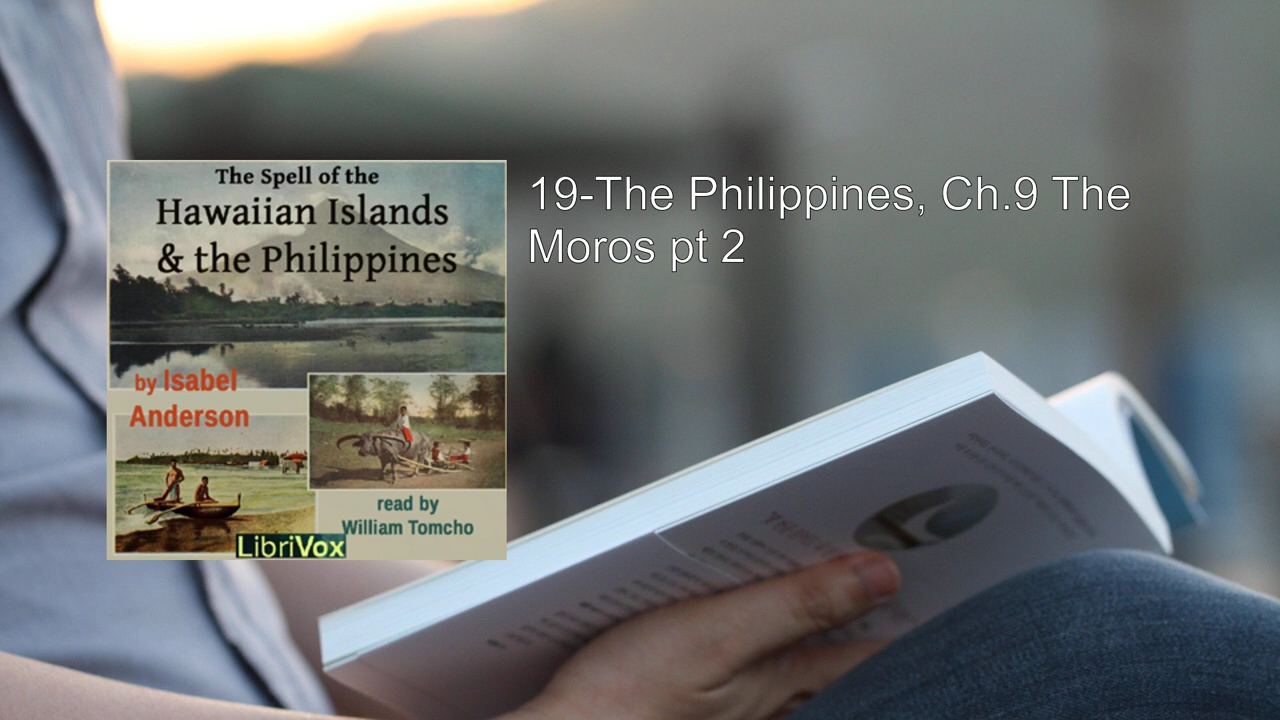 The Spell of the
Hawaiian Islands
& the Philippines
by Isabel
Anderson
read by
William Tomcho
LibriVox
19-The Philippines, Ch.9 The
Moros pt 2